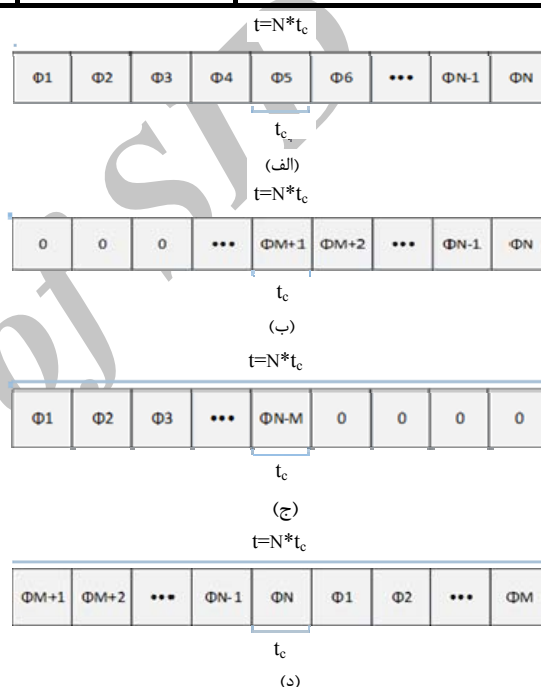 t=N*tc
Φ1 Φ2 Φ3 Φ4 Φ5 Φ6 ••• ΦN-1 ΦN
tc
(الف)
t=N*tc
0 0 0 ••• ΦM+1 ΦM+2 ••• ΦN-1 ΦN
tc
(ب)
t=N*tc
Φ1 Φ2 Φ3 ••• ΦN-M 0 0 0 0
tc
(ج)
t=N*tc
ΦM+1 ΦM+2 ••• ΦN-1 ΦN Φ1 Φ2 ••• ΦM
tc
(د)
of